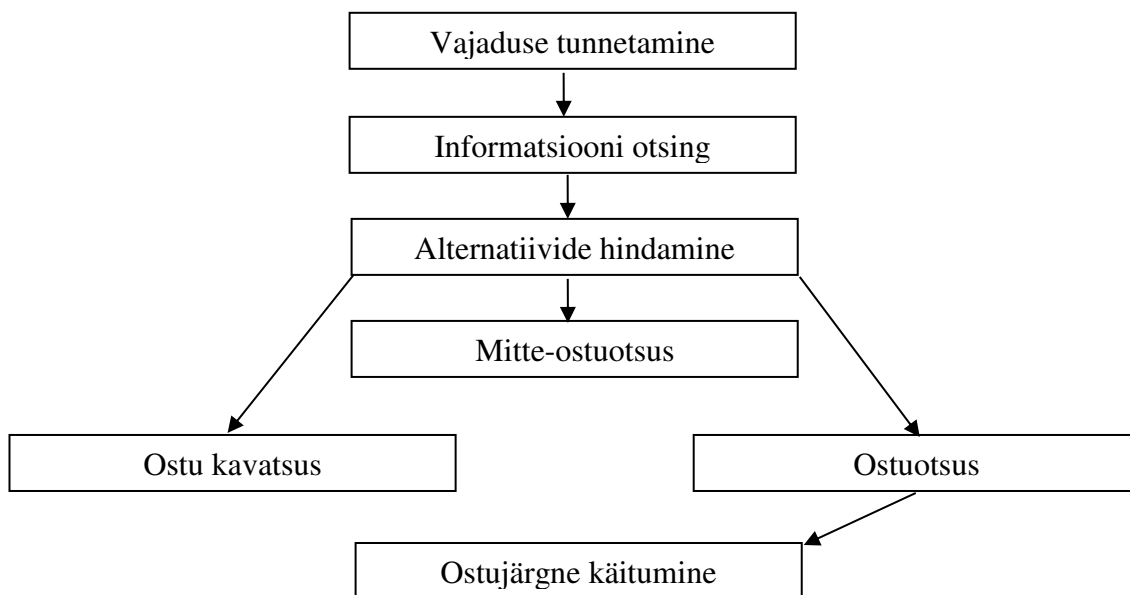 Vajaduse tunnetamine
Informatsiooni otsing
Alternatiivide hindamine
Mitte-ostuotsus
Ostu kavatsus
Ostuotsus
Ostujärgne käitumine